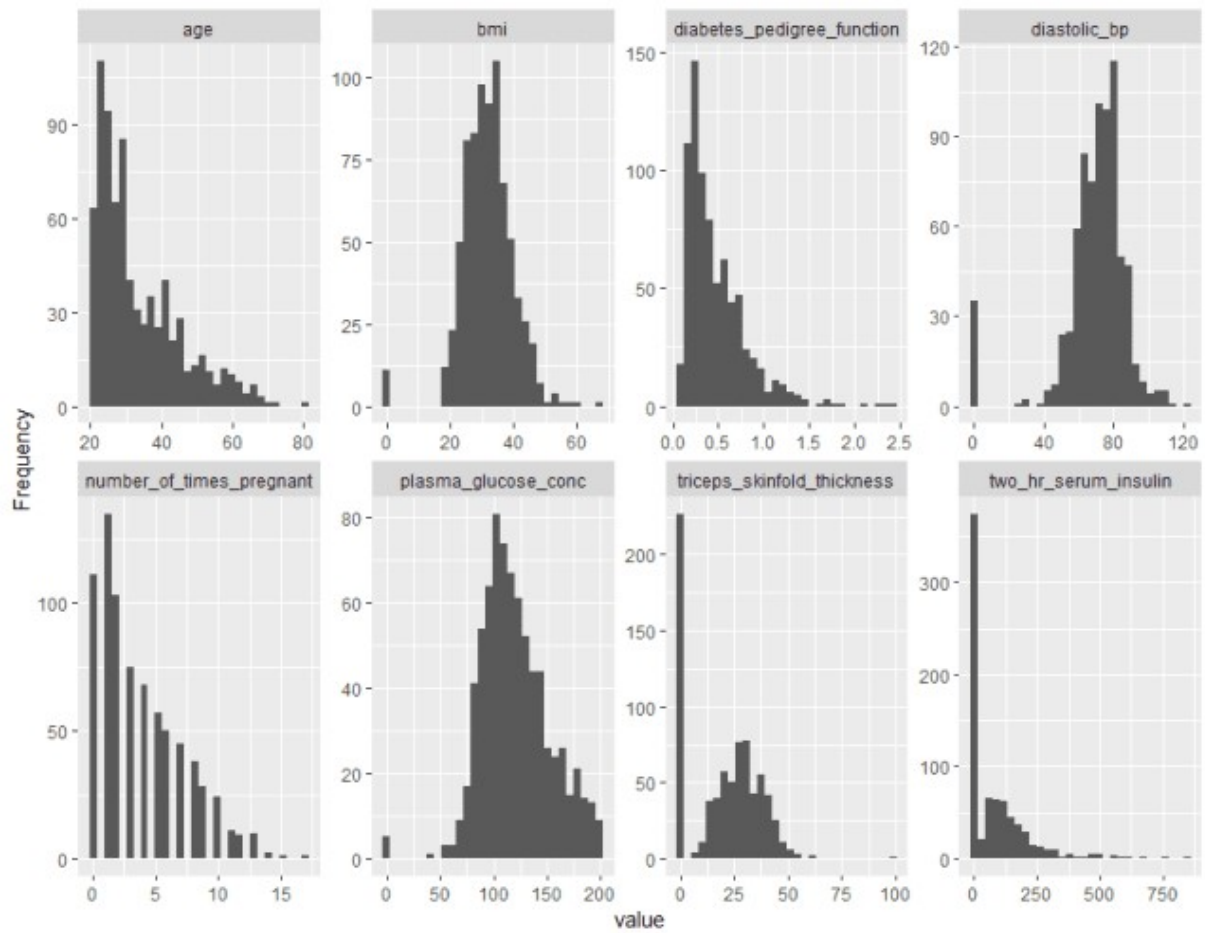 age
bmi
diabetes_pedigree_function
diastolic_bp
90
60
30
0
20 40 60 80
100
75
50
25
0
0 20 40 60
150
100
50
0
0.0 0.5 1.0 1.5 2.0 2.5
120
90
60
30
0
0 40 80 120
Frequency
number_of_times_pregnant
plasma_glucose_conc
triceps_skinfold_thickness
two_hr_serum_insulin
100
50
0
0 5 10 15
80
60
40
20
0
0 50 100 150 200
200
150
100
50
0
0 25 50 75 100
300
200
100
0
0 250 500 750
value